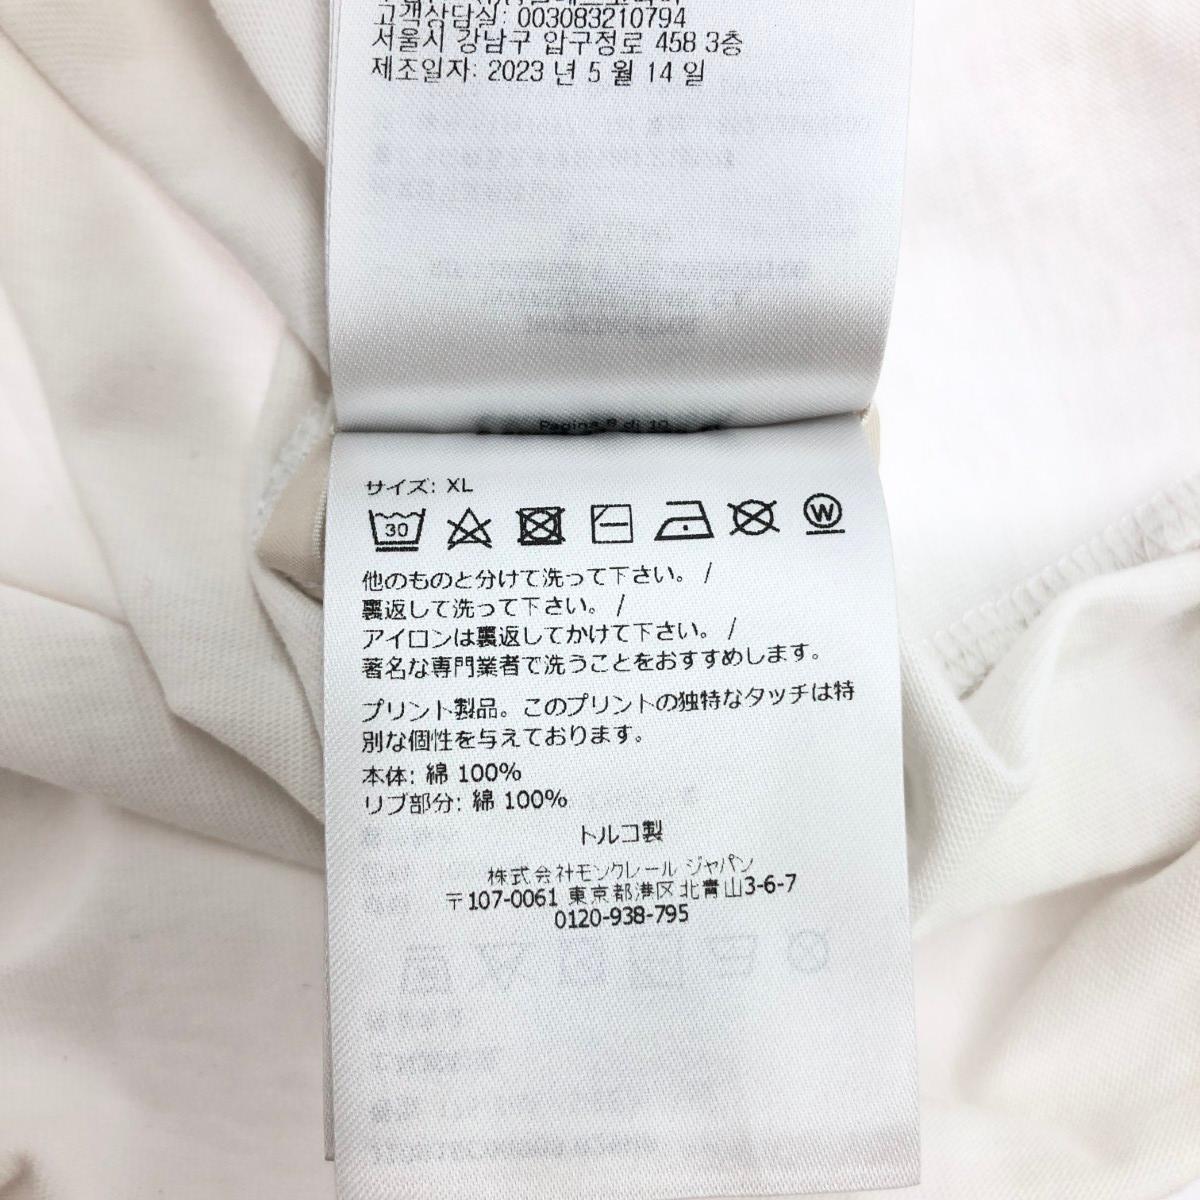 고객상담실: 003083210794
서울시 강남구 압구정로 458 3층
제조일자: 2023 년 5 월 14 일
Pagina 8 di 10
サイズ: XL
30
W
他のものと分けて洗って下さい。 /
裏返して洗って下さい。 /
アイロンは裏返してかけて下さい。 /
著名な専門業者で洗うことをおすすめします。
プリント製品。このプリントの独特なタッチは特
別な個性を与えております。
本体: 綿 100%
リブ部分: 綿 100%
トルコ製
株式会社モンクレール ジャパン
〒107-0061 東京都港区北青山3-6-7
0120-938-795